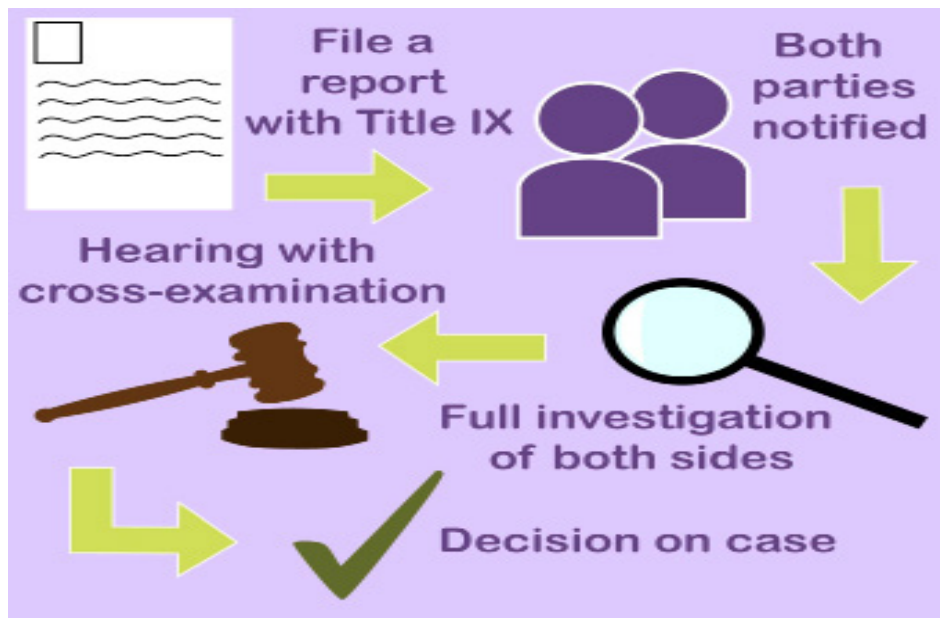 File a
report
with Title IX
Both
parties
notified
Full investigation
of both sides
Hearing with
cross-examination
Decision on case